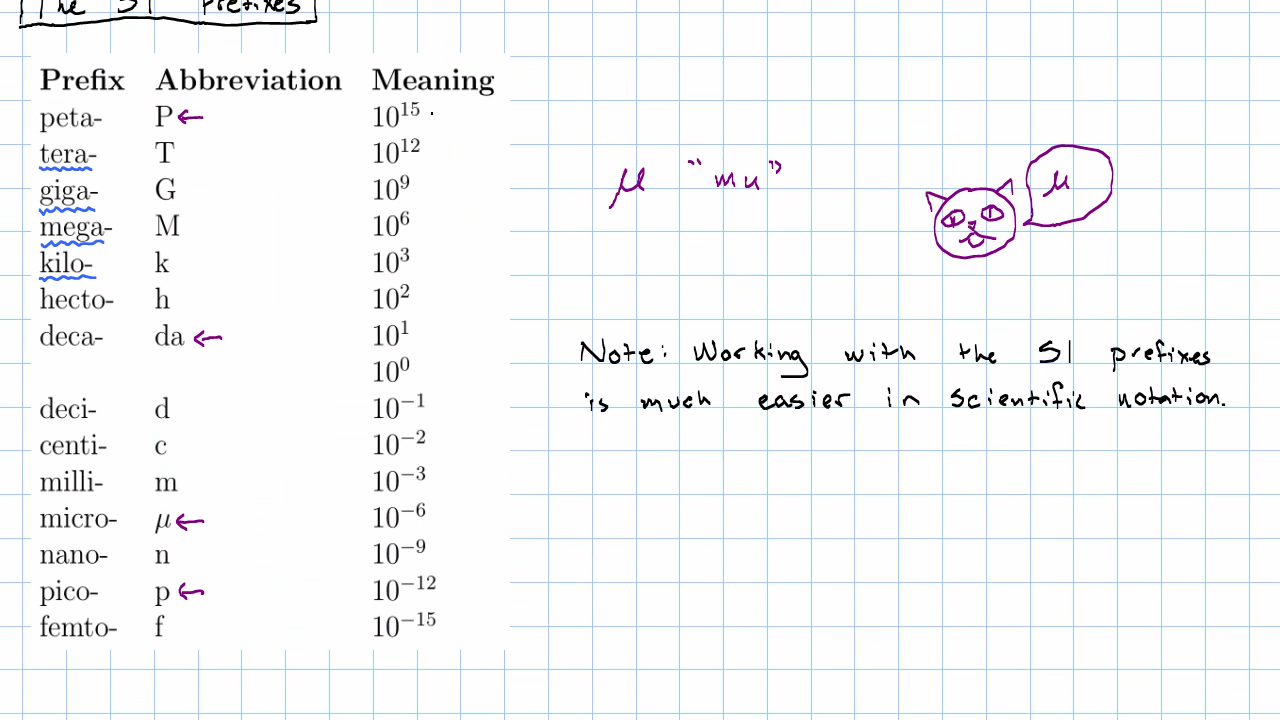 The SI Prefixes
Prefix Abbreviation Meaning
peta- P ← 10^15
tera- T 10^12
giga- G 10^9
mega- M 10^6
kilo- k 10^3
hecto- h 10^2
deca- da ← 10^1
10^0
deci- d 10^−1
centi- c 10^−2
milli- m 10^−3
micro- μ ← 10^−6
nano- n 10^−9
pico- p ← 10^−12
femto- f 10^−15
μ "mu"
μ
Note: Working with the SI prefixes
is much easier in scientific notation.